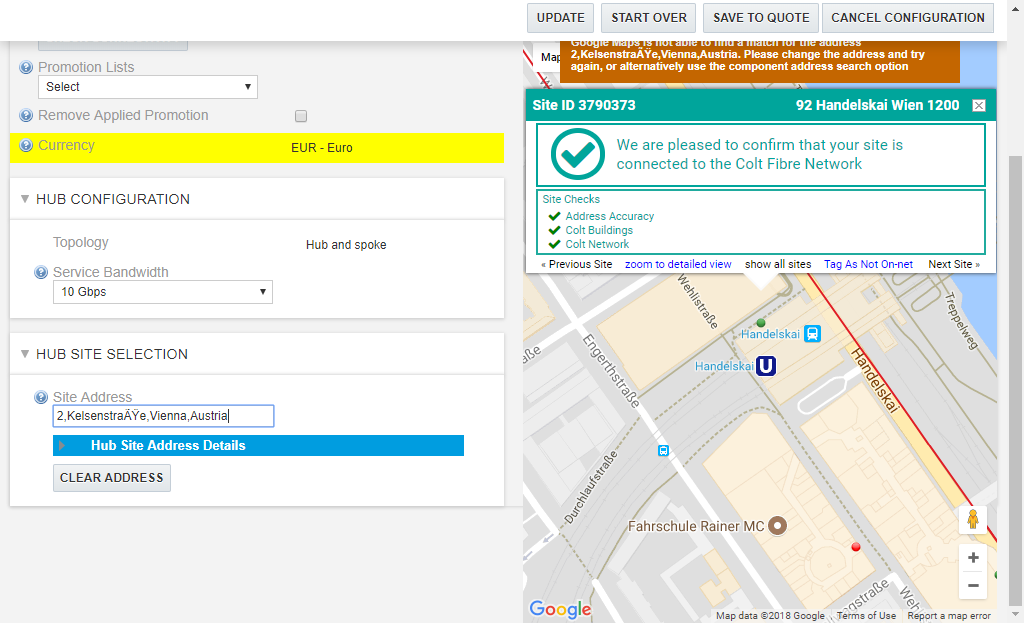 UPDATE
START OVER
SAVE TO QUOTE
CANCEL CONFIGURATION
Promotion Lists
Select
Remove Applied Promotion
Currency
EUR - Euro
HUB CONFIGURATION
Topology
Hub and spoke
Service Bandwidth
10 Gbps
HUB SITE SELECTION
Site Address
2,KelsenstraÃŸe,Vienna,Austria
Hub Site Address Details
CLEAR ADDRESS
Map
Google Maps is not able to find a match for the address
2,KelsenstraÃŸe,Vienna,Austria. Please change the address and try
again, or alternatively use the component address search option
Site ID 3790373
92 Handelskai Wien 1200
We are pleased to confirm that your site is
connected to the Colt Fibre Network
Site Checks
Address Accuracy
Colt Buildings
Colt Network
« Previous Site
zoom to detailed view
show all sites
Tag As Not On-net
Next Site »
Wehlistraße
Treppelweg
Handelskai
Handelskai
U
Engerthstraße
aße
Handelskai
Durchlaufstraße
Fahrschule Rainer MC
Google
Map data ©2018 Google
Terms of Use
Report a map error